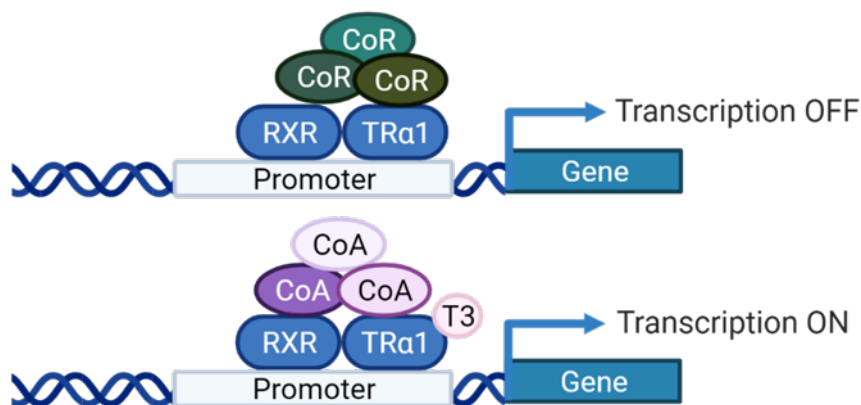 CoR
CoR CoR
RXR TRα1 Transcription OFF
Promoter Gene
CoA
CoA CoA
T3
RXR TRα1 Transcription ON
Promoter Gene